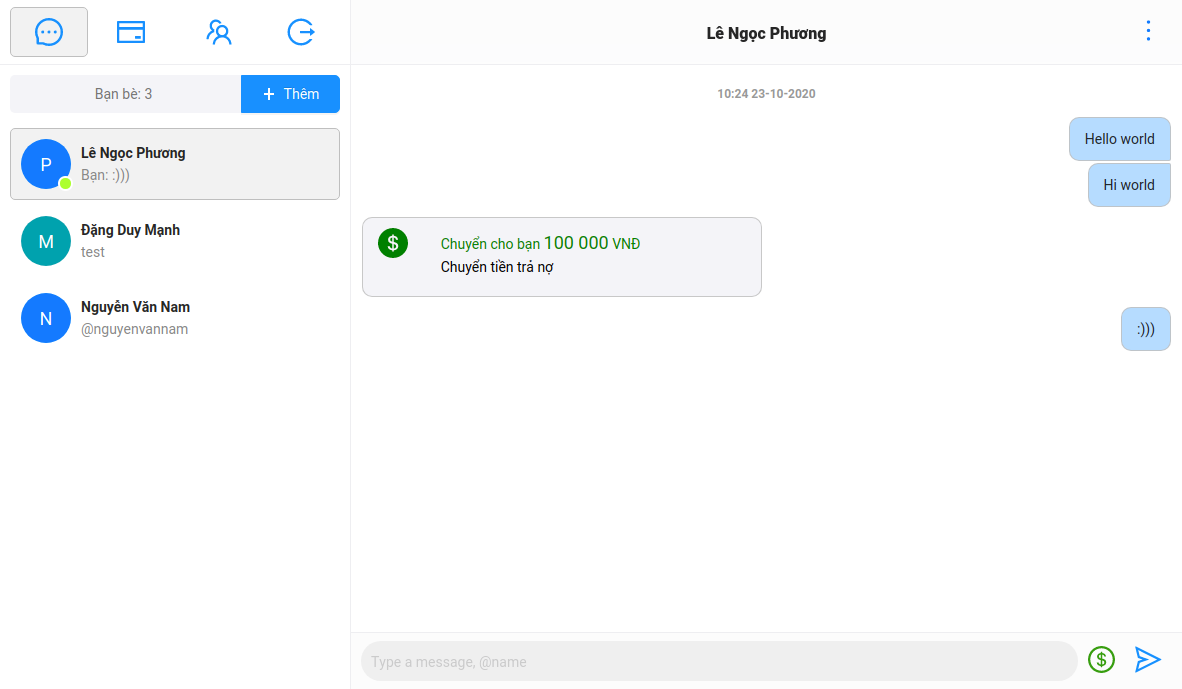 Bạn bè: 3
+ Thêm
P
Lê Ngọc Phương
Bạn: :)))
M
Đặng Duy Mạnh
test
N
Nguyễn Văn Nam
@nguyenvannam
Lê Ngọc Phương
10:24 23-10-2020
Hello world
Hi world
$
Chuyển cho bạn 100 000 VNĐ
Chuyển tiền trả nợ
:)))
Type a message, @name
$